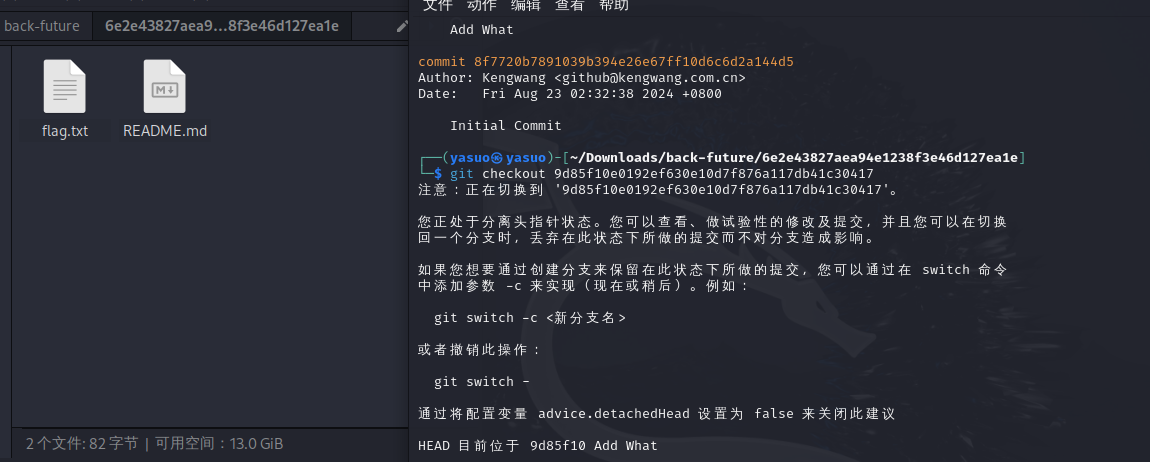 back-future
6e2e43827aea9...8f3e46d127ea1e
flag.txt
README.md
2 个文件: 82 字节 | 可用空间：13.0 GiB
文件 动作 编辑 查看 帮助
Add What
commit 8f7720b7891039b394e26e67ff10d6c6d2a144d5
Author: Kengwang <github@kengwang.com.cn>
Date:   Fri Aug 23 02:32:38 2024 +0800
Initial Commit
┌──(yasuo㉿yasuo)-[~/Downloads/back-future/6e2e43827aea94e1238f3e46d127ea1e]
└─$ git checkout 9d85f10e0192ef630e10d7f876a117db41c30417
注意：正在切换到 '9d85f10e0192ef630e10d7f876a117db41c30417'。
您正处于分离头指针状态。您可以查看、做试验性的修改及提交，并且您可以在切换
回一个分支时，丢弃在此状态下所做的提交而不对分支造成影响。
如果您想要通过创建分支来保留在此状态下所做的提交，您可以通过在 switch 命令
中添加参数 -c 来实现（现在或稍后）。例如：
git switch -c <新分支名>
或者撤销此操作：
git switch -
通过将配置变量 advice.detachedHead 设置为 false 来关闭此建议
HEAD 目前位于 9d85f10 Add What